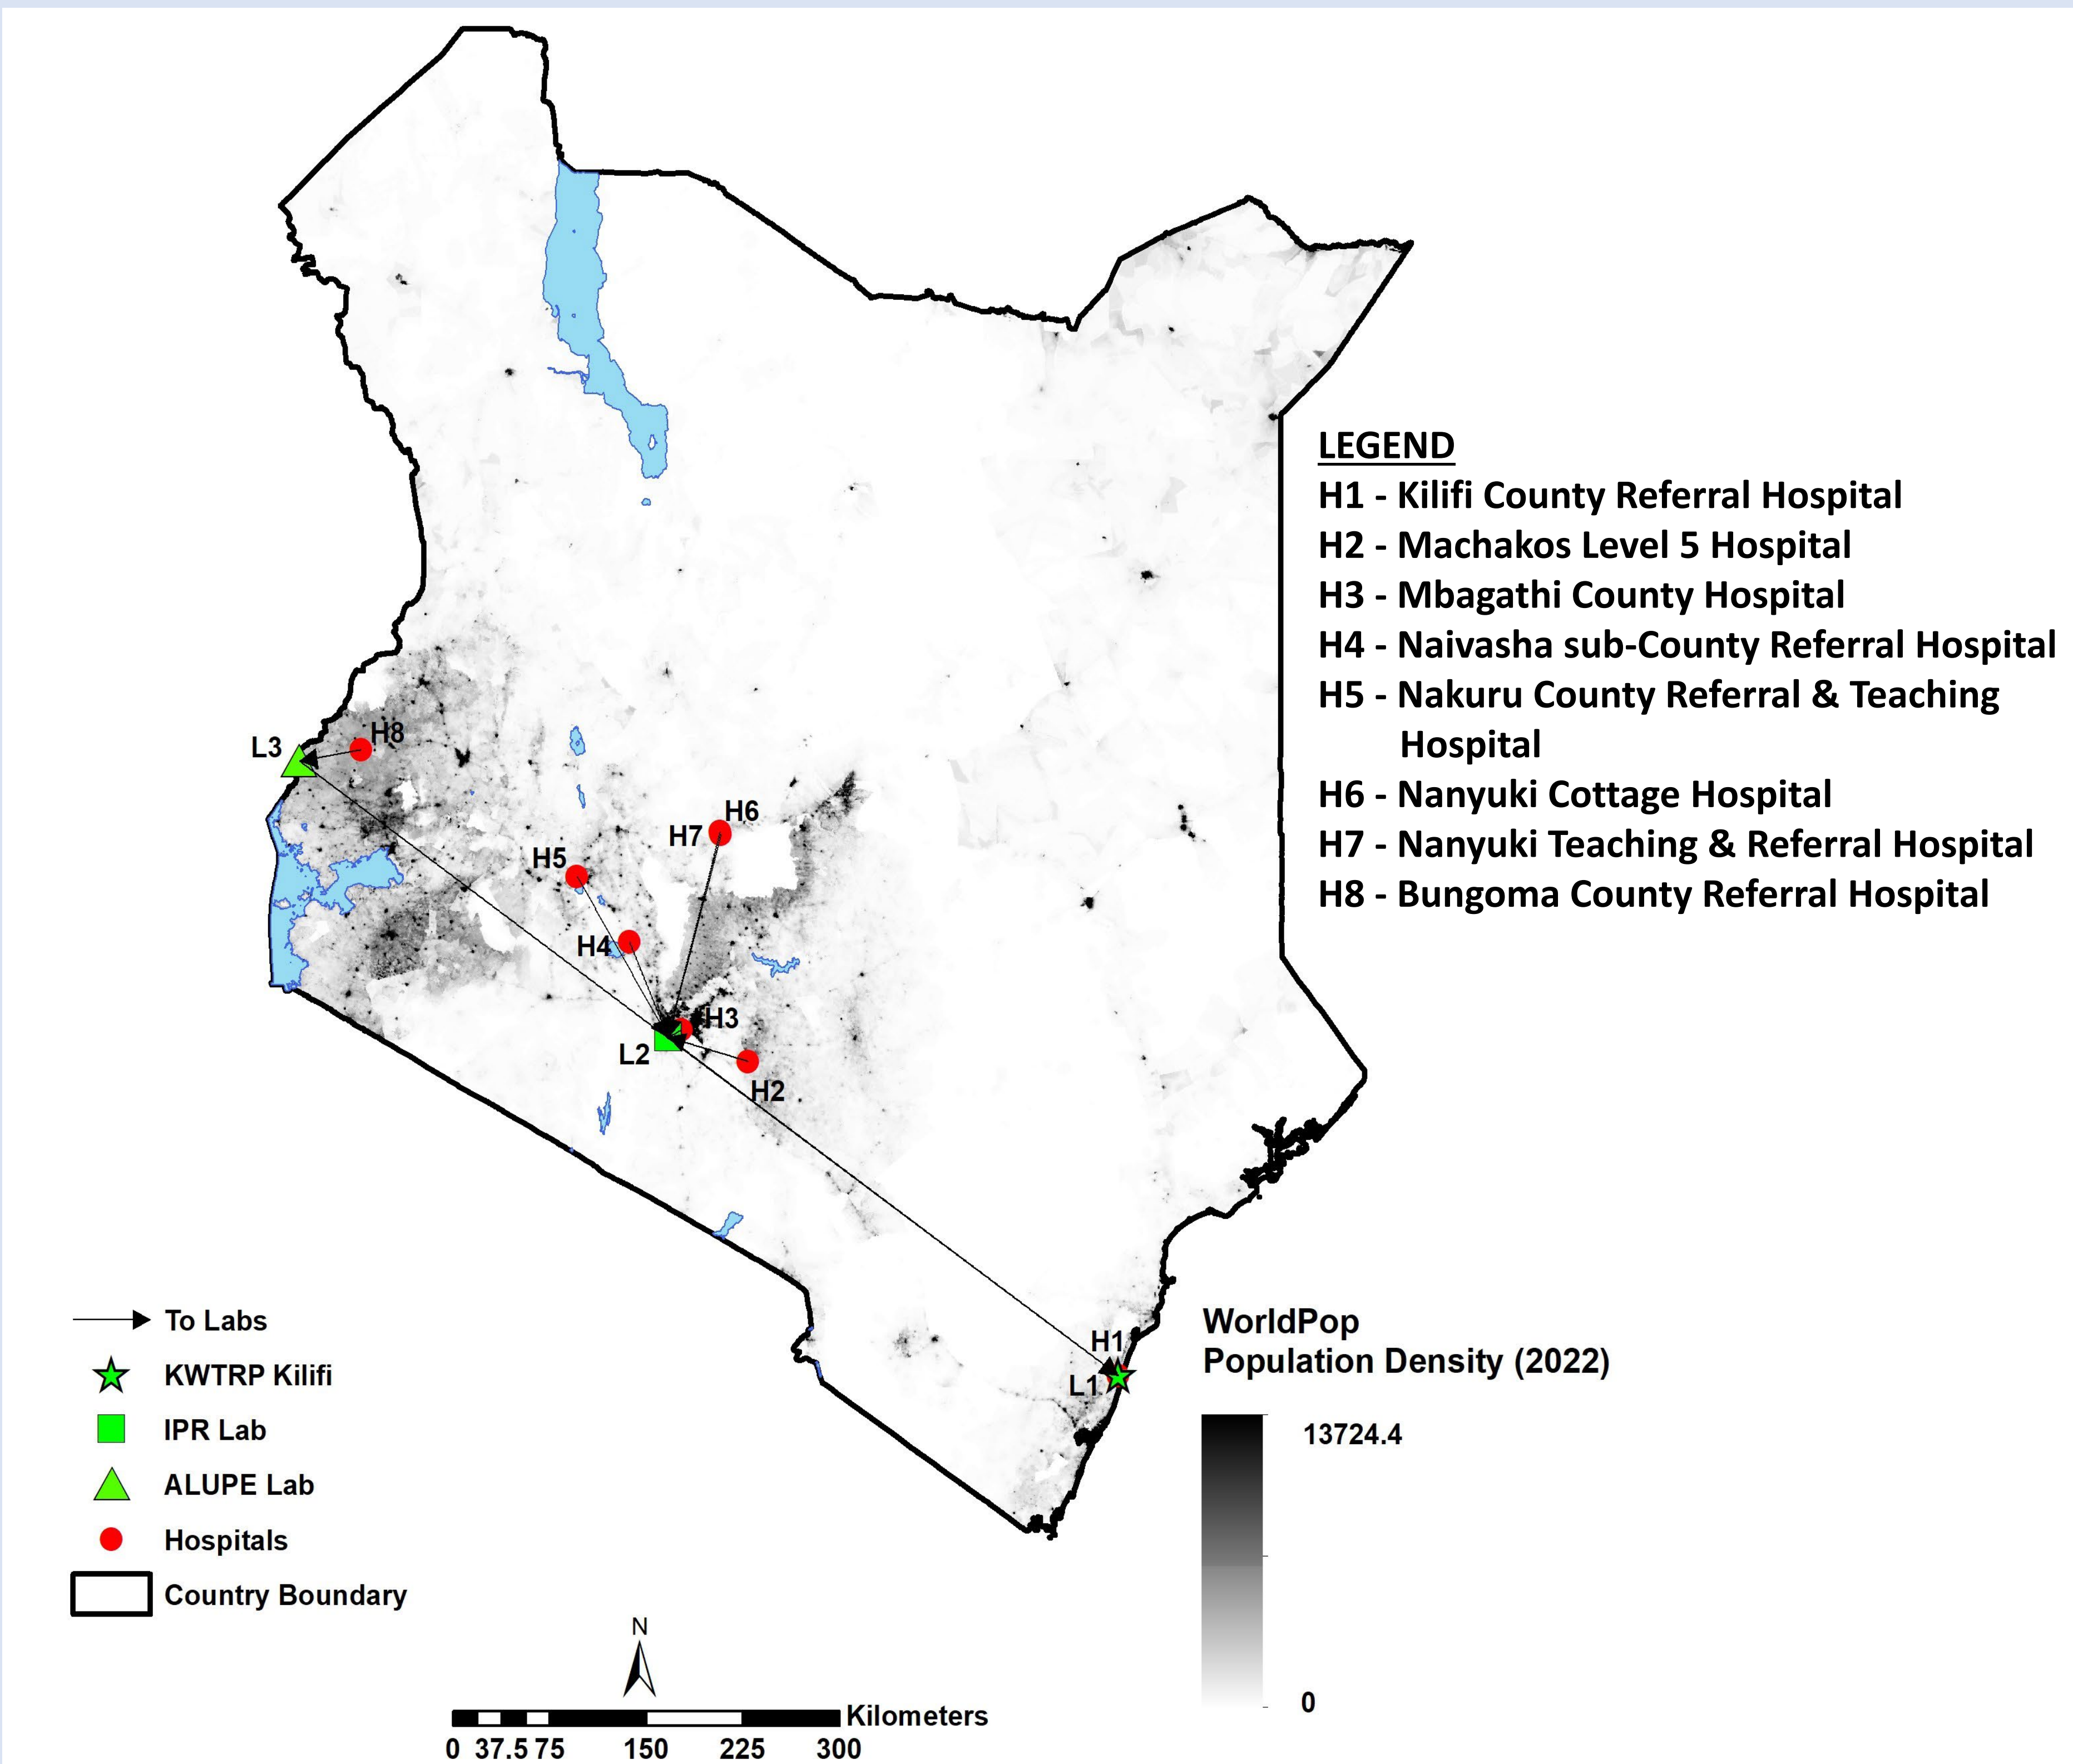 LEGEND
H1 - Kilifi County Referral Hospital
H2 - Machakos Level 5 Hospital
H3 - Mbagathi County Hospital
H4 - Naivasha sub-County Referral Hospital
H5 - Nakuru County Referral & Teaching
Hospital
H6 - Nanyuki Cottage Hospital
H7 - Nanyuki Teaching & Referral Hospital
H8 - Bungoma County Referral Hospital
H8
L3
H6
H7
H5
H4
H3
L2
H2
H1
L1
To Labs
KWTRP Kilifi
IPR Lab
ALUPE Lab
Hospitals
Country Boundary
WorldPop
Population Density (2022)
13724.4
0
N
Kilometers
0 37.5 75 150 225 300